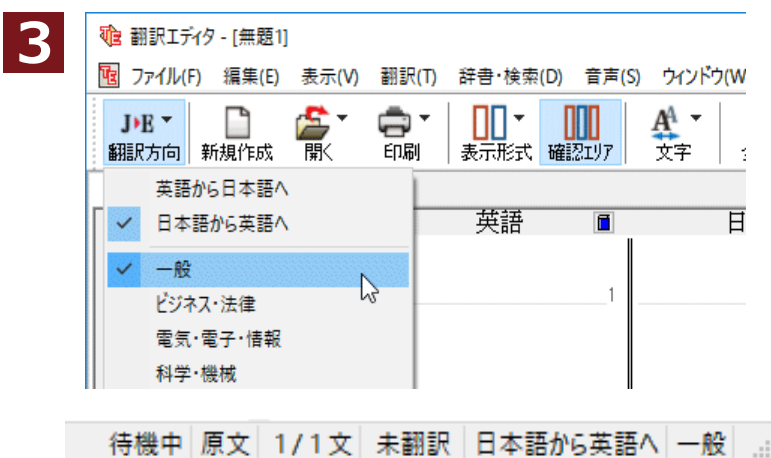 3
翻訳エディタ - [無題1]
ファイル(F) 編集(E) 表示(V) 翻訳(T) 辞書・検索(D) 音声(S) ウィンドウ(W
J▶E
翻訳方向 新規作成 開く 印刷 表示形式 確認エリア 文字
英語から日本語へ
英語 日
✓ 日本語から英語へ
✓ 一般
1
ビジネス・法律
電気・電子・情報
科学・機械
待機中 原文 1/1文 未翻訳 日本語から英語へ 一般